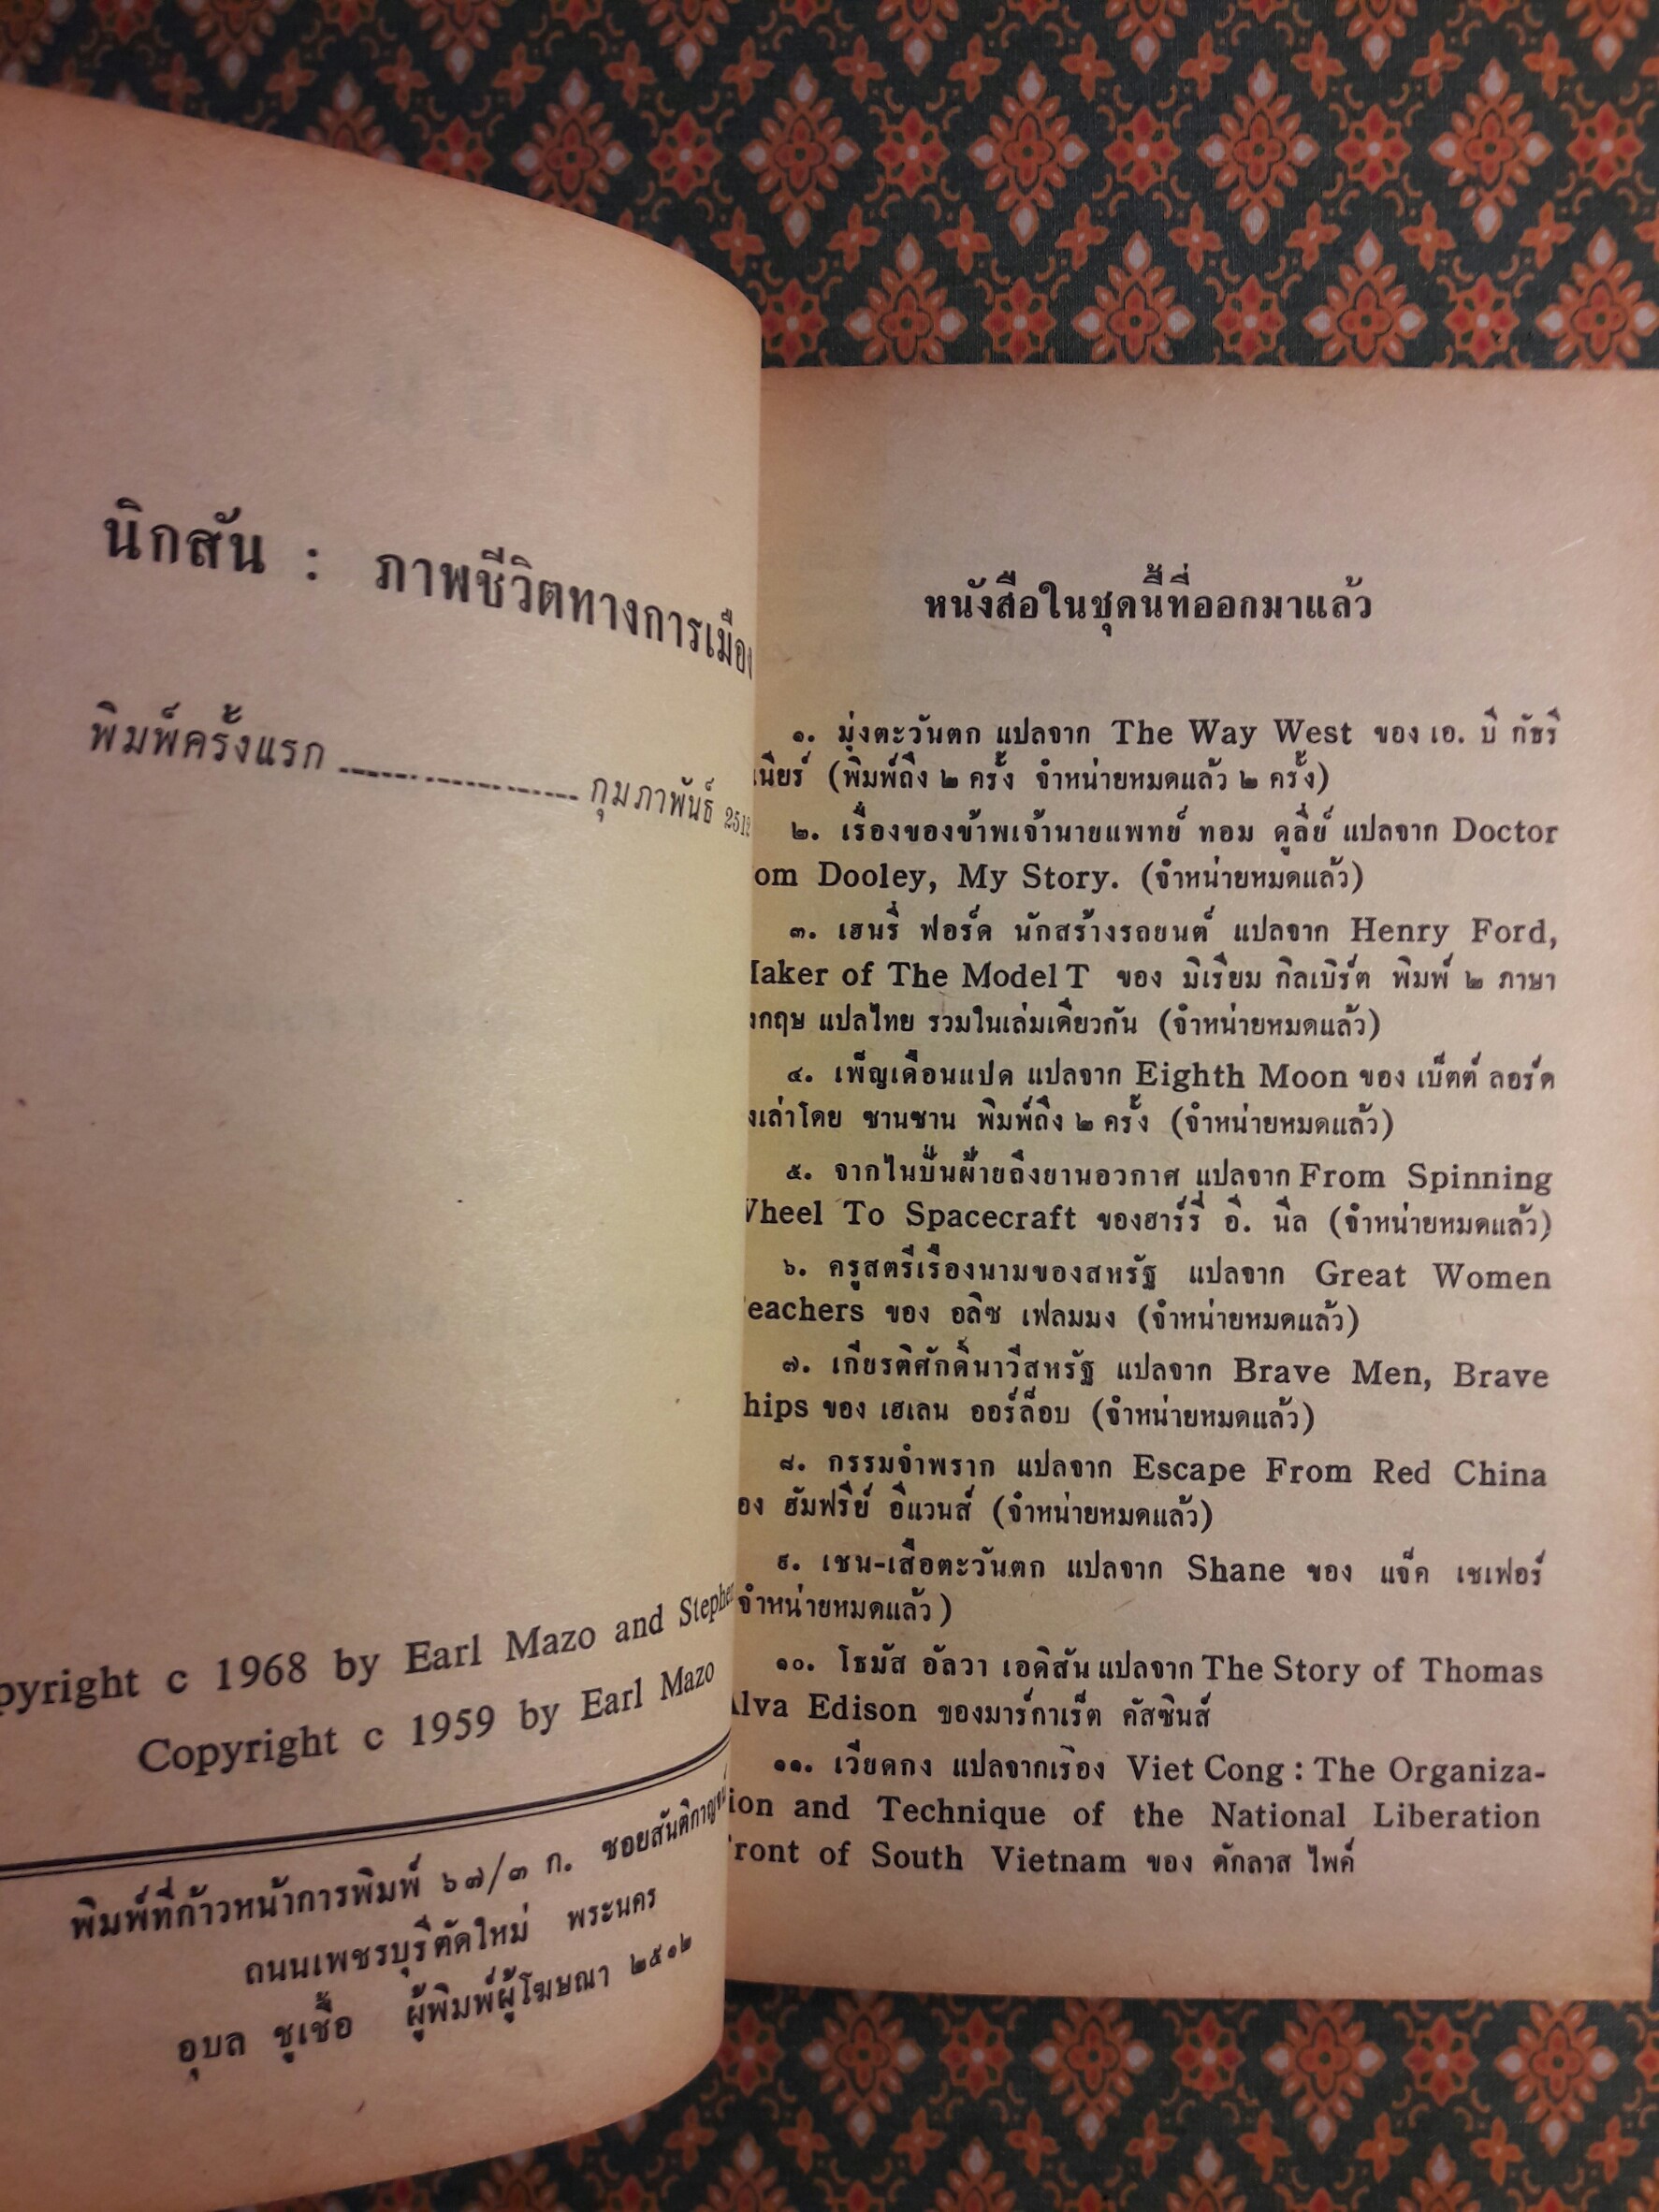 นิกสัน : ภาพชีวิตทางการเมือง
พิมพ์ครั้งแรก กุมภาพันธ์ 2512
pyright c 1968 by Earl Mazo and Stephen
Copyright c 1959 by Earl Mazo
พิมพ์ที่ก้าวหน้าการพิมพ์ ๖๗/๓ ก. ซอยสันติ
ถนนเพชรบุรีตัดใหม่ พระนคร
อุบล ชูเชื้อ ผู้พิมพ์ผู้โฆษณา ๒๕๑๒
หนังสือในชุดนี้ที่ออกมาแล้ว
๑. มุ่งตะวันตก แปลจาก The Way West ของ เอ. บี กัธรี
เนียร์ (พิมพ์ถึง ๒ ครั้ง จำหน่ายหมดแล้ว ๒ ครั้ง)
๒. เรื่องของข้าพเจ้านายแพทย์ ทอม ดูลี่ย์ แปลจาก Doctor
om Dooley, My Story. (จำหน่ายหมดแล้ว)
๓. เฮนรี่ ฟอร์ด นักสร้างรถยนต์ แปลจาก Henry Ford,
aker of The Model T ของ มิเรียม กิลเบิร์ต พิมพ์ ๒ ภาษา
งกฤษ แปลไทย รวมในเล่มเดียวกัน (จำหน่ายหมดแล้ว)
๔. เพ็ญเดือนแปด แปลจาก Eighth Moon ของ เบ็ตต์ ลอร์ด
งเล่าโดย ซานซาน พิมพ์ถึง ๒ ครั้ง (จำหน่ายหมดแล้ว)
๕. จากไนปั่นฝ้ายถึงยานอวกาศ แปลจาก From Spinning
heel To Spacecraft ของฮาร์รี่ อี. นีล (จำหน่ายหมดแล้ว)
๖. ครูสตรีเรืองนามของสหรัฐ แปลจาก Great Women
eachers ของ อลิซ เฟลมมง (จำหน่ายหมดแล้ว)
๗. เกียรติศักดิ์นาวีสหรัฐ แปลจาก Brave Men, Brave
hips ของ เฮเลน ออร์ล็อบ (จำหน่ายหมดแล้ว)
๘. กรรมจำพราก แปลจาก Escape From Red China
อง ฮัมฟรีย์ อีแวนส์ (จำหน่ายหมดแล้ว)
๙. เชน-เสือตะวันตก แปลจาก Shane ของ แจ็ค เชเฟอร์
จำหน่ายหมดแล้ว )
๑๐. โธมัส อัลวา เอดิสัน แปลจาก The Story of Thomas
lva Edison ของมาร์กาเร็ต คัสซินส์
๑๑. เวียดกง แปลจากเรื่อง Viet Cong : The Organiza-
ion and Technique of the National Liberation
ront of South Vietnam ของ ดักลาส ไพค์